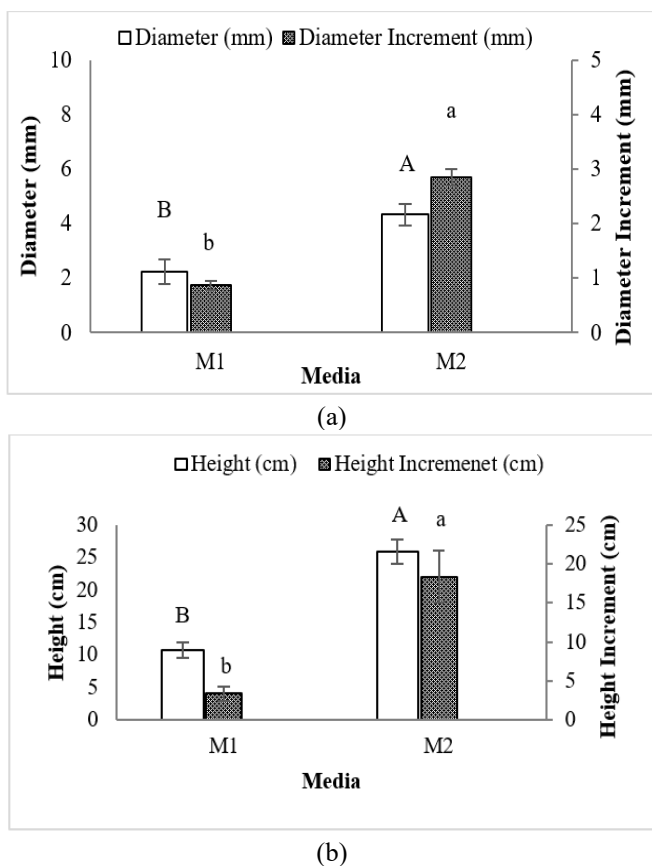 Diameter (mm) Diameter Increment (mm)
10
8
6
4
2
0
Diameter (mm)
5
4
3
2
1
0
Diameter Increment (mm)
B
b
A
a
M1 M2
Media
(a)
Height (cm) Height Incremenet (cm)
30
25
20
15
10
5
0
Height (cm)
25
20
15
10
5
0
Height Increment (cm)
B
b
A
a
M1 M2
Media
(b)